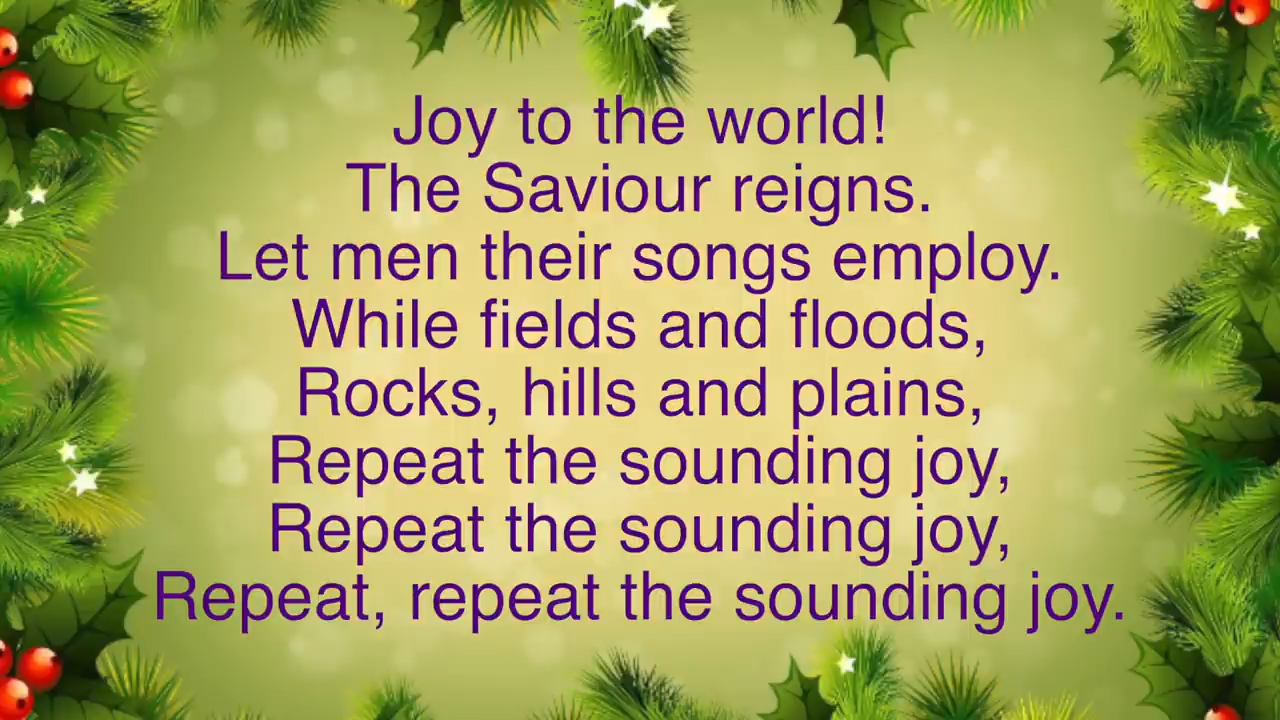 Joy to the world!
The Saviour reigns.
Let men their songs employ.
While fields and floods,
Rocks, hills and plains,
Repeat the sounding joy,
Repeat the sounding joy,
Repeat, repeat the sounding joy.